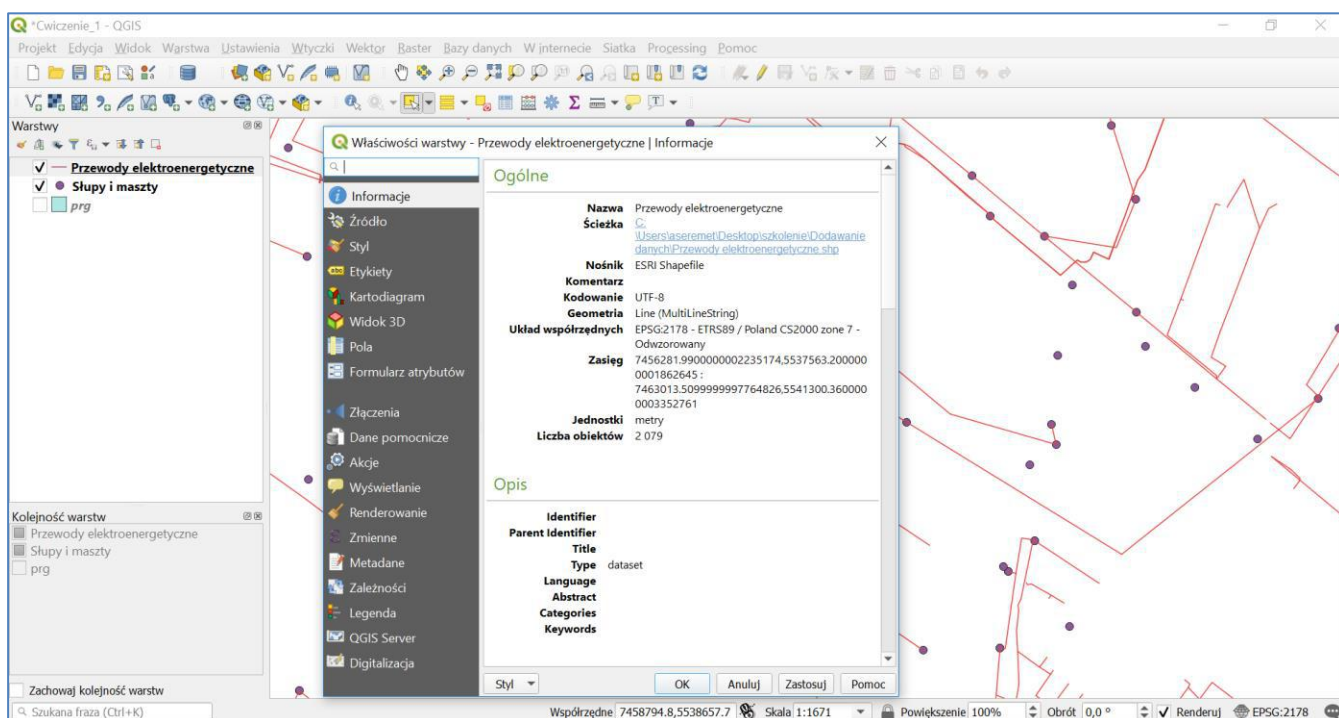 *Cwiczenie_1 - QGIS
Projekt Edycja Widok Warstwa Ustawienia Wtyczki Wektor Raster Bazy danych W internecie Siatka Processing Pomoc
Warstwy
Przewody elektroenergetyczne
Słupy i maszty
prg
Kolejność warstw
Przewody elektroenergetyczne
Słupy i maszty
prg
Zachowaj kolejność warstw
Właściwości warstwy - Przewody elektroenergetyczne | Informacje
Informacje
Źródło
Styl
Etykiety
Kartodiagram
Widok 3D
Pola
Formularz atrybutów
Złączenia
Dane pomocnicze
Akcje
Wyświetlanie
Renderowanie
Zmienne
Metadane
Zależności
Legenda
QGIS Server
Digitalizacja
Ogólne
Nazwa Przewody elektroenergetyczne
Ścieżka C:
\Users\aseremet\Desktop\szkolenie\Dodawanie
danych\Przewody elektroenergetyczne.shp
Nośnik ESRI Shapefile
Komentarz
Kodowanie UTF-8
Geometria Line (MultiLineString)
Układ współrzędnych EPSG:2178 - ETRS89 / Poland CS2000 zone 7 -
Odwzorowany
Zasięg 7456281.9900000002235174,5537563.200000
0001862645 :
7463013.5099999997764826,5541300.360000
0003352761
Jednostki metry
Liczba obiektów 2 079
Opis
Identifier
Parent Identifier
Title
Type dataset
Language
Abstract
Categories
Keywords
Styl OK Anuluj Zastosuj Pomoc
Szukana fraza (Ctrl+K) Współrzędne 7458794.8,5538657.7 Skala 1:1671 Powiększenie 100% Obrót 0,0 ° Renderuj EPSG:2178